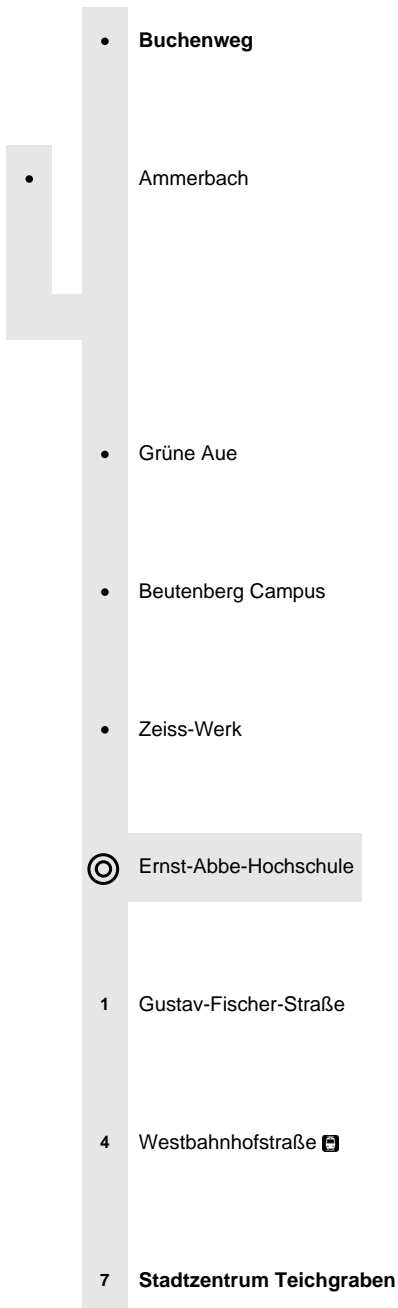 Buchenweg
Ammerbach
Grüne Aue
Beutenberg Campus
Zeiss-Werk
Ernst-Abbe-Hochschule
1 Gustav-Fischer-Straße
4 Westbahnhofstraße
7 Stadtzentrum Teichgraben